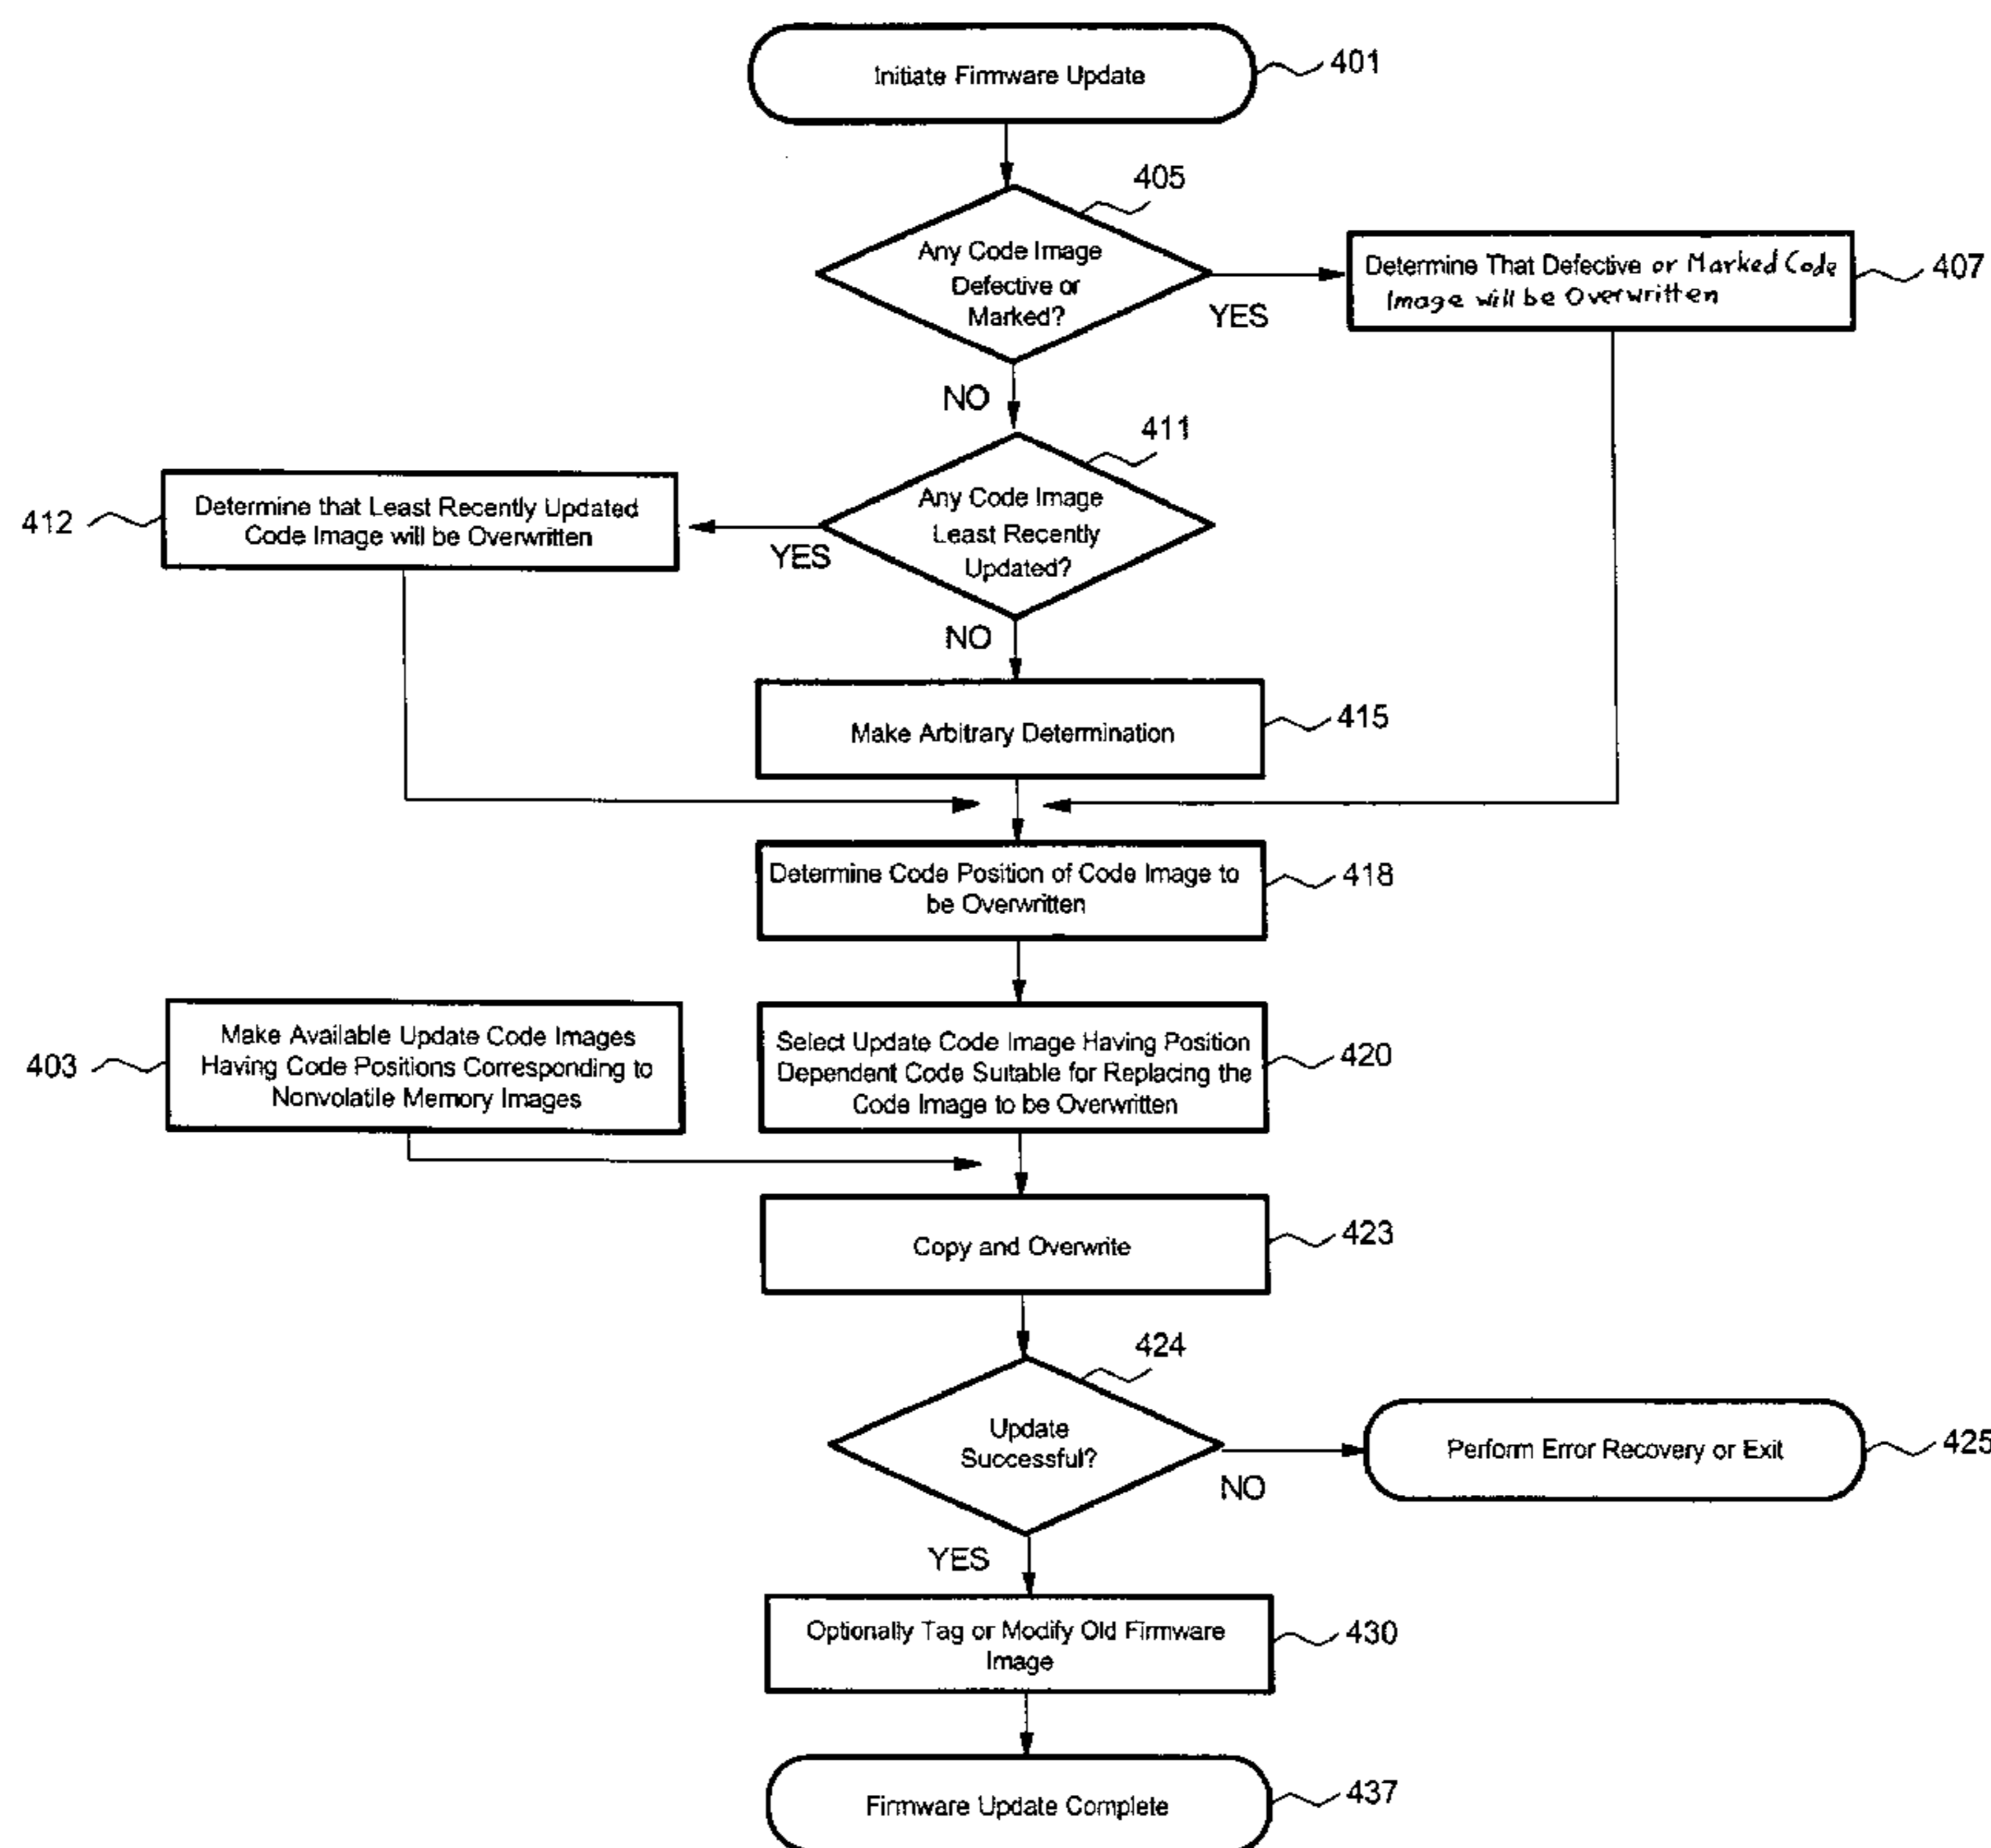 Initiate Firmware Update
401
405
Any Code Image
Defective or
Marked?
YES
Determine That Defective or Marked Code
Image will be Overwritten
407
NO
411
Any Code Image
Least Recently
Updated?
YES
412
Determine that Least Recently Updated
Code Image will be Overwritten
NO
Make Arbitrary Determination
415
Determine Code Position of Code Image to
be Overwritten
418
403
Make Available Update Code Images
Having Code Positions Corresponding to
Nonvolatile Memory Images
Select Update Code Image Having Position
Dependent Code Suitable for Replacing the
Code Image to be Overwritten
420
Copy and Overwrite
423
424
Update
Successful?
NO
Perform Error Recovery or Exit
425
YES
Optionally Tag or Modify Old Firmware
Image
430
Firmware Update Complete
437